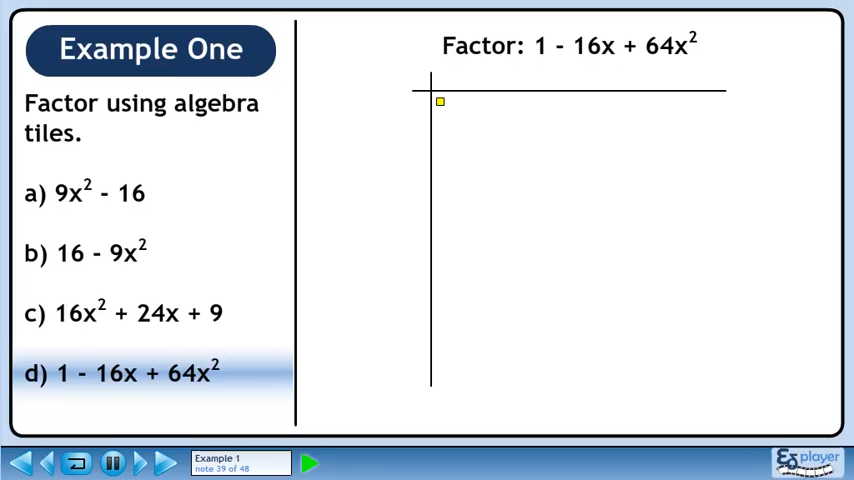 Example One
Factor using algebra
tiles.
a) 9x² - 16
b) 16 - 9x²
c) 16x² + 24x + 9
d) 1 - 16x + 64x²
Factor: 1 - 16x + 64x²
Example 1
note 39 of 48
player